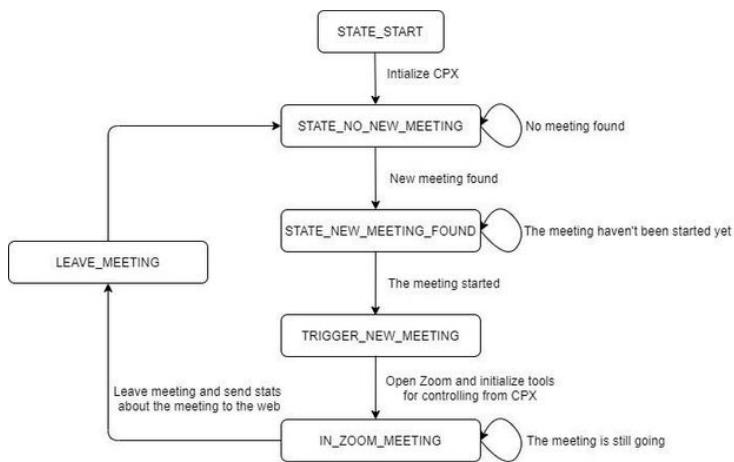 STATE_START
Intialize CPX
STATE_NO_NEW_MEETING
No meeting found
New meeting found
STATE_NEW_MEETING_FOUND
The meeting haven't been started yet
LEAVE_MEETING
The meeting started
TRIGGER_NEW_MEETING
Open Zoom and initialize tools
for controlling from CPX
Leave meeting and send stats
about the meeting to the web
IN_ZOOM_MEETING
The meeting is still going